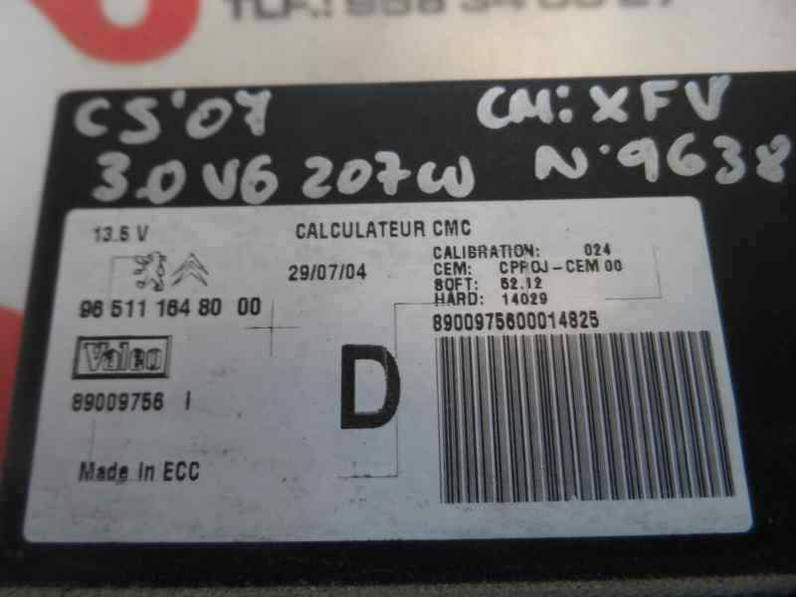 CS'07 CM: XFV
3.0 V6 207CV N.9638
13.5 V CALCULATEUR CMC
29/07/04
CALIBRATION: 024
CEM: CPROJ-CEM 00
SOFT: 52.12
HARD: 14029
96 511 164 80 00
8900975600014825
Valeo
89009756 I
D
Made in ECC